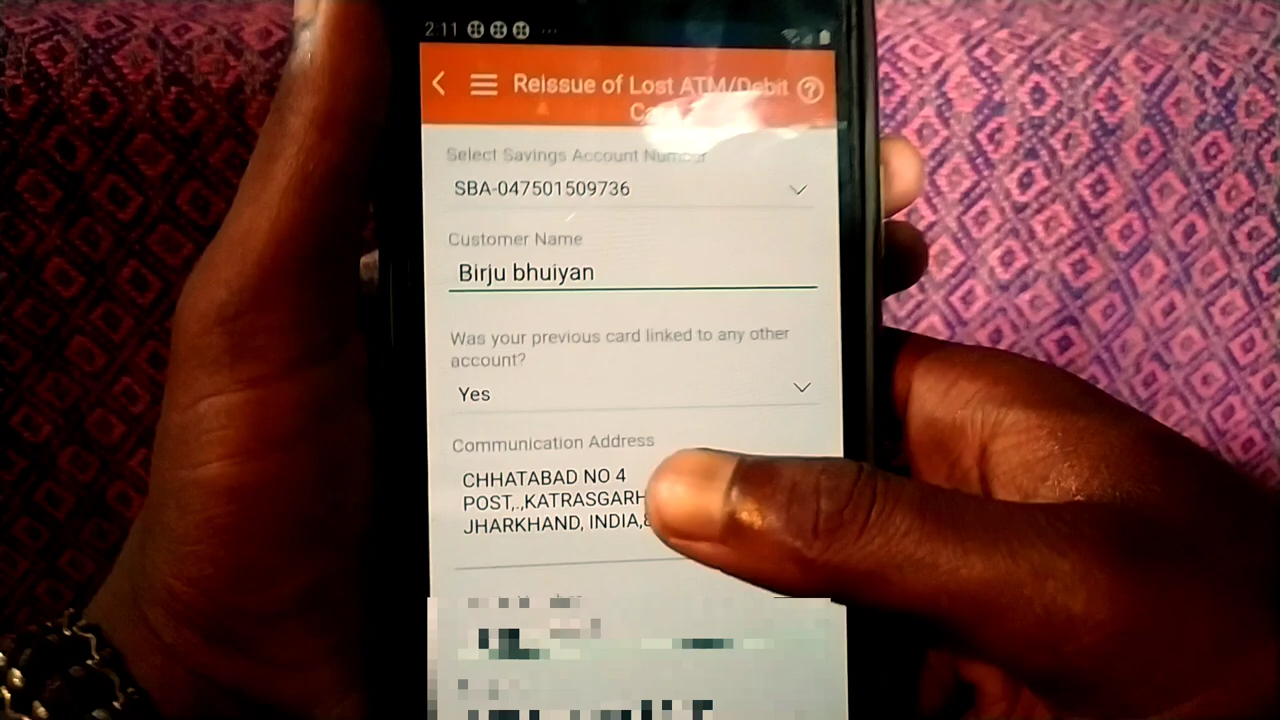 2:11
Reissue of Lost ATM/Debit
Select Savings Account Number
SBA-047501509736
Customer Name
Birju bhuiyan
Was your previous card linked to any other
account?
Yes
Communication Address
CHHATABAD NO 4
POST,.,KATRASGARH
JHARKHAND, INDIA,